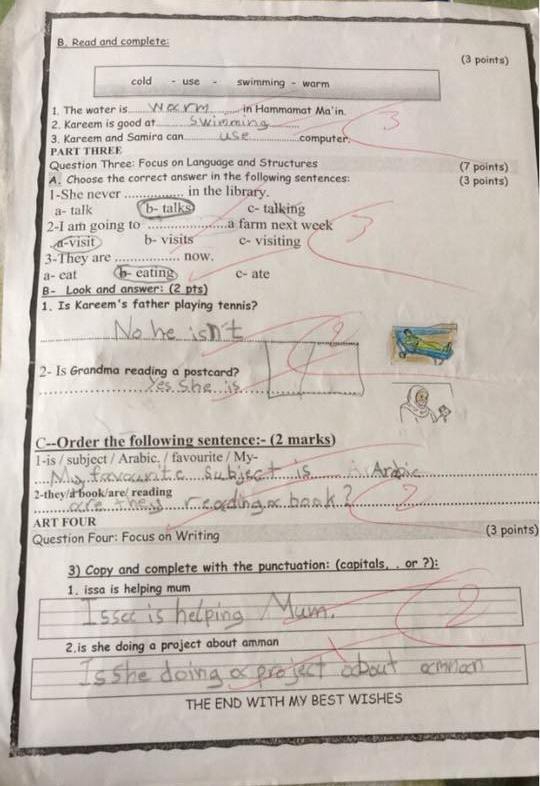 B. Read and complete:
(3 points)
cold - use - swimming - warm
1. The water is..... warm .....in Hammamat Ma'in.
2. Kareem is good at..... swimming .....
3. Kareem and Samira can..... use .....computer.
3
PART THREE
Question Three: Focus on Language and Structures (7 points)
A. Choose the correct answer in the following sentences: (3 points)
1-She never ............. in the library.
a- talk b- talks c- talking
2-I am going to .....................a farm next week
a-visit b- visits c- visiting
3
3-They are ................ now.
a- eat b- eating c- ate
B- Look and answer: (2 pts)
1. Is Kareem's father playing tennis?
No he isn't
2
2- Is Grandma reading a postcard?
Yes She is
C--Order the following sentence:- (2 marks)
1-is / subject / Arabic. / favourite / My-
My favourite subject is Arabic
2-they/a book/are/ reading
are they reading a book?
2
ART FOUR
Question Four: Focus on Writing (3 points)
3) Copy and complete with the punctuation: (capitals, . or ?):
1. issa is helping mum
Issa is helping Mum.
2
2.is she doing a project about amman
Is she doing a project about amman
THE END WITH MY BEST WISHES